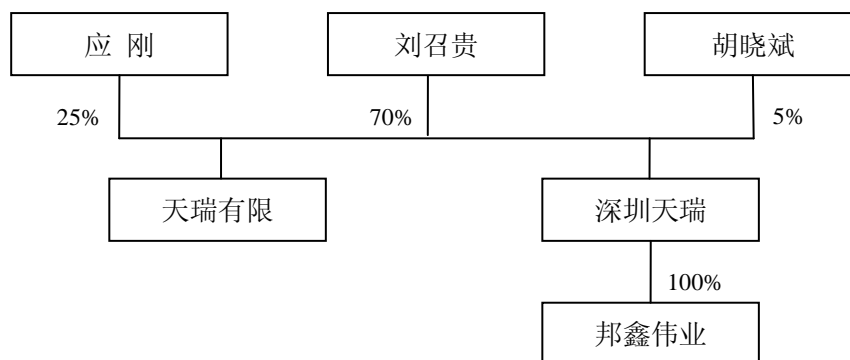 应 刚
刘召贵
胡晓斌
25%
70%
5%
天瑞有限
深圳天瑞
100%
邦鑫伟业